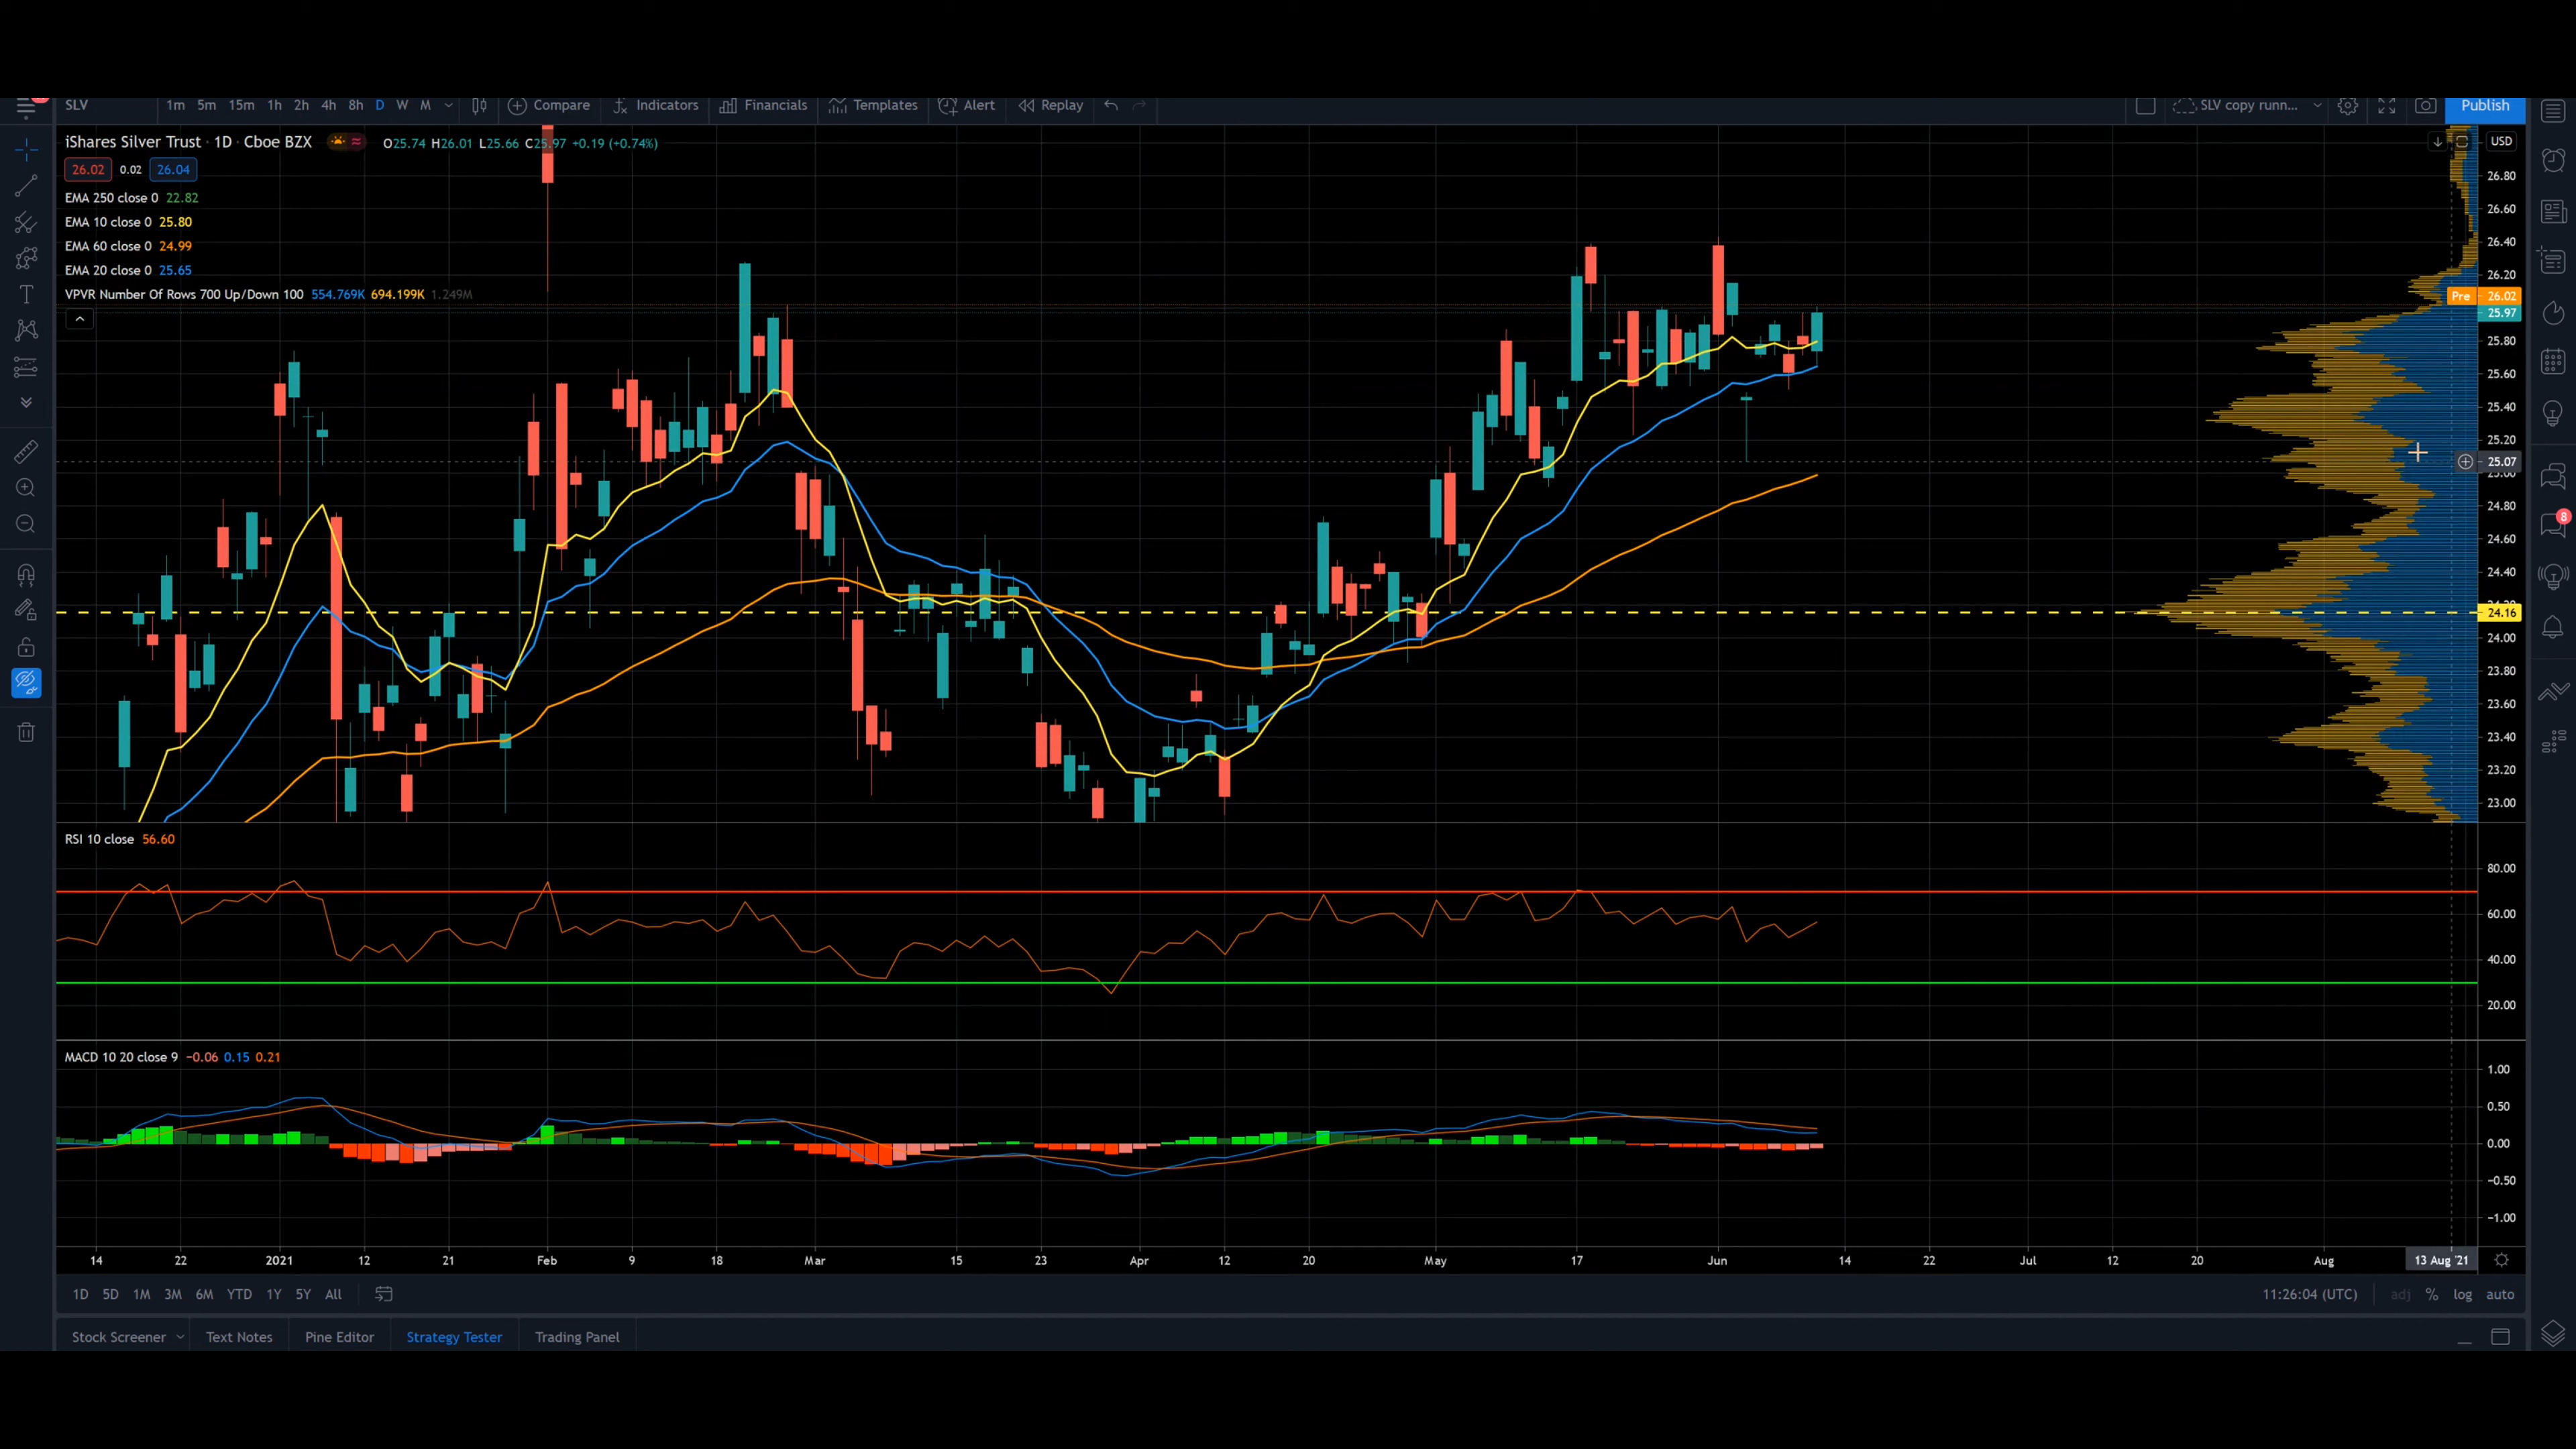 SLV 1m 5m 15m 1h 2h 4h 8h D W M Compare Indicators Financials Templates Alert Replay SLV copy runn... Publish
iShares Silver Trust · 1D · Cboe BZX O25.74 H26.01 L25.66 C25.97 +0.19 (+0.74%) USD
26.02 0.02 26.04
EMA 250 close 0 22.82
EMA 10 close 0 25.80
EMA 60 close 0 24.99
EMA 20 close 0 25.65
VPVR Number Of Rows 700 Up/Down 100 554.769K 694.199K 1.249M
26.80
26.60
26.40
26.20
Pre 26.02
25.97
25.80
25.60
25.40
25.20
25.07
25.00
24.80
24.60
24.40
24.20
24.16
24.00
23.80
23.60
23.40
23.20
23.00
8
RSI 10 close 56.60
80.00
60.00
40.00
20.00
MACD 10 20 close 9 −0.06 0.15 0.21
1.00
0.50
0.00
−0.50
−1.00
14 22 2021 12 21 Feb 9 18 Mar 15 23 Apr 12 20 May 17 Jun 14 22 Jul 12 20 Aug 13 Aug '21
1D 5D 1M 3M 6M YTD 1Y 5Y All 11:26:04 (UTC) adj % log auto
Stock Screener Text Notes Pine Editor Strategy Tester Trading Panel